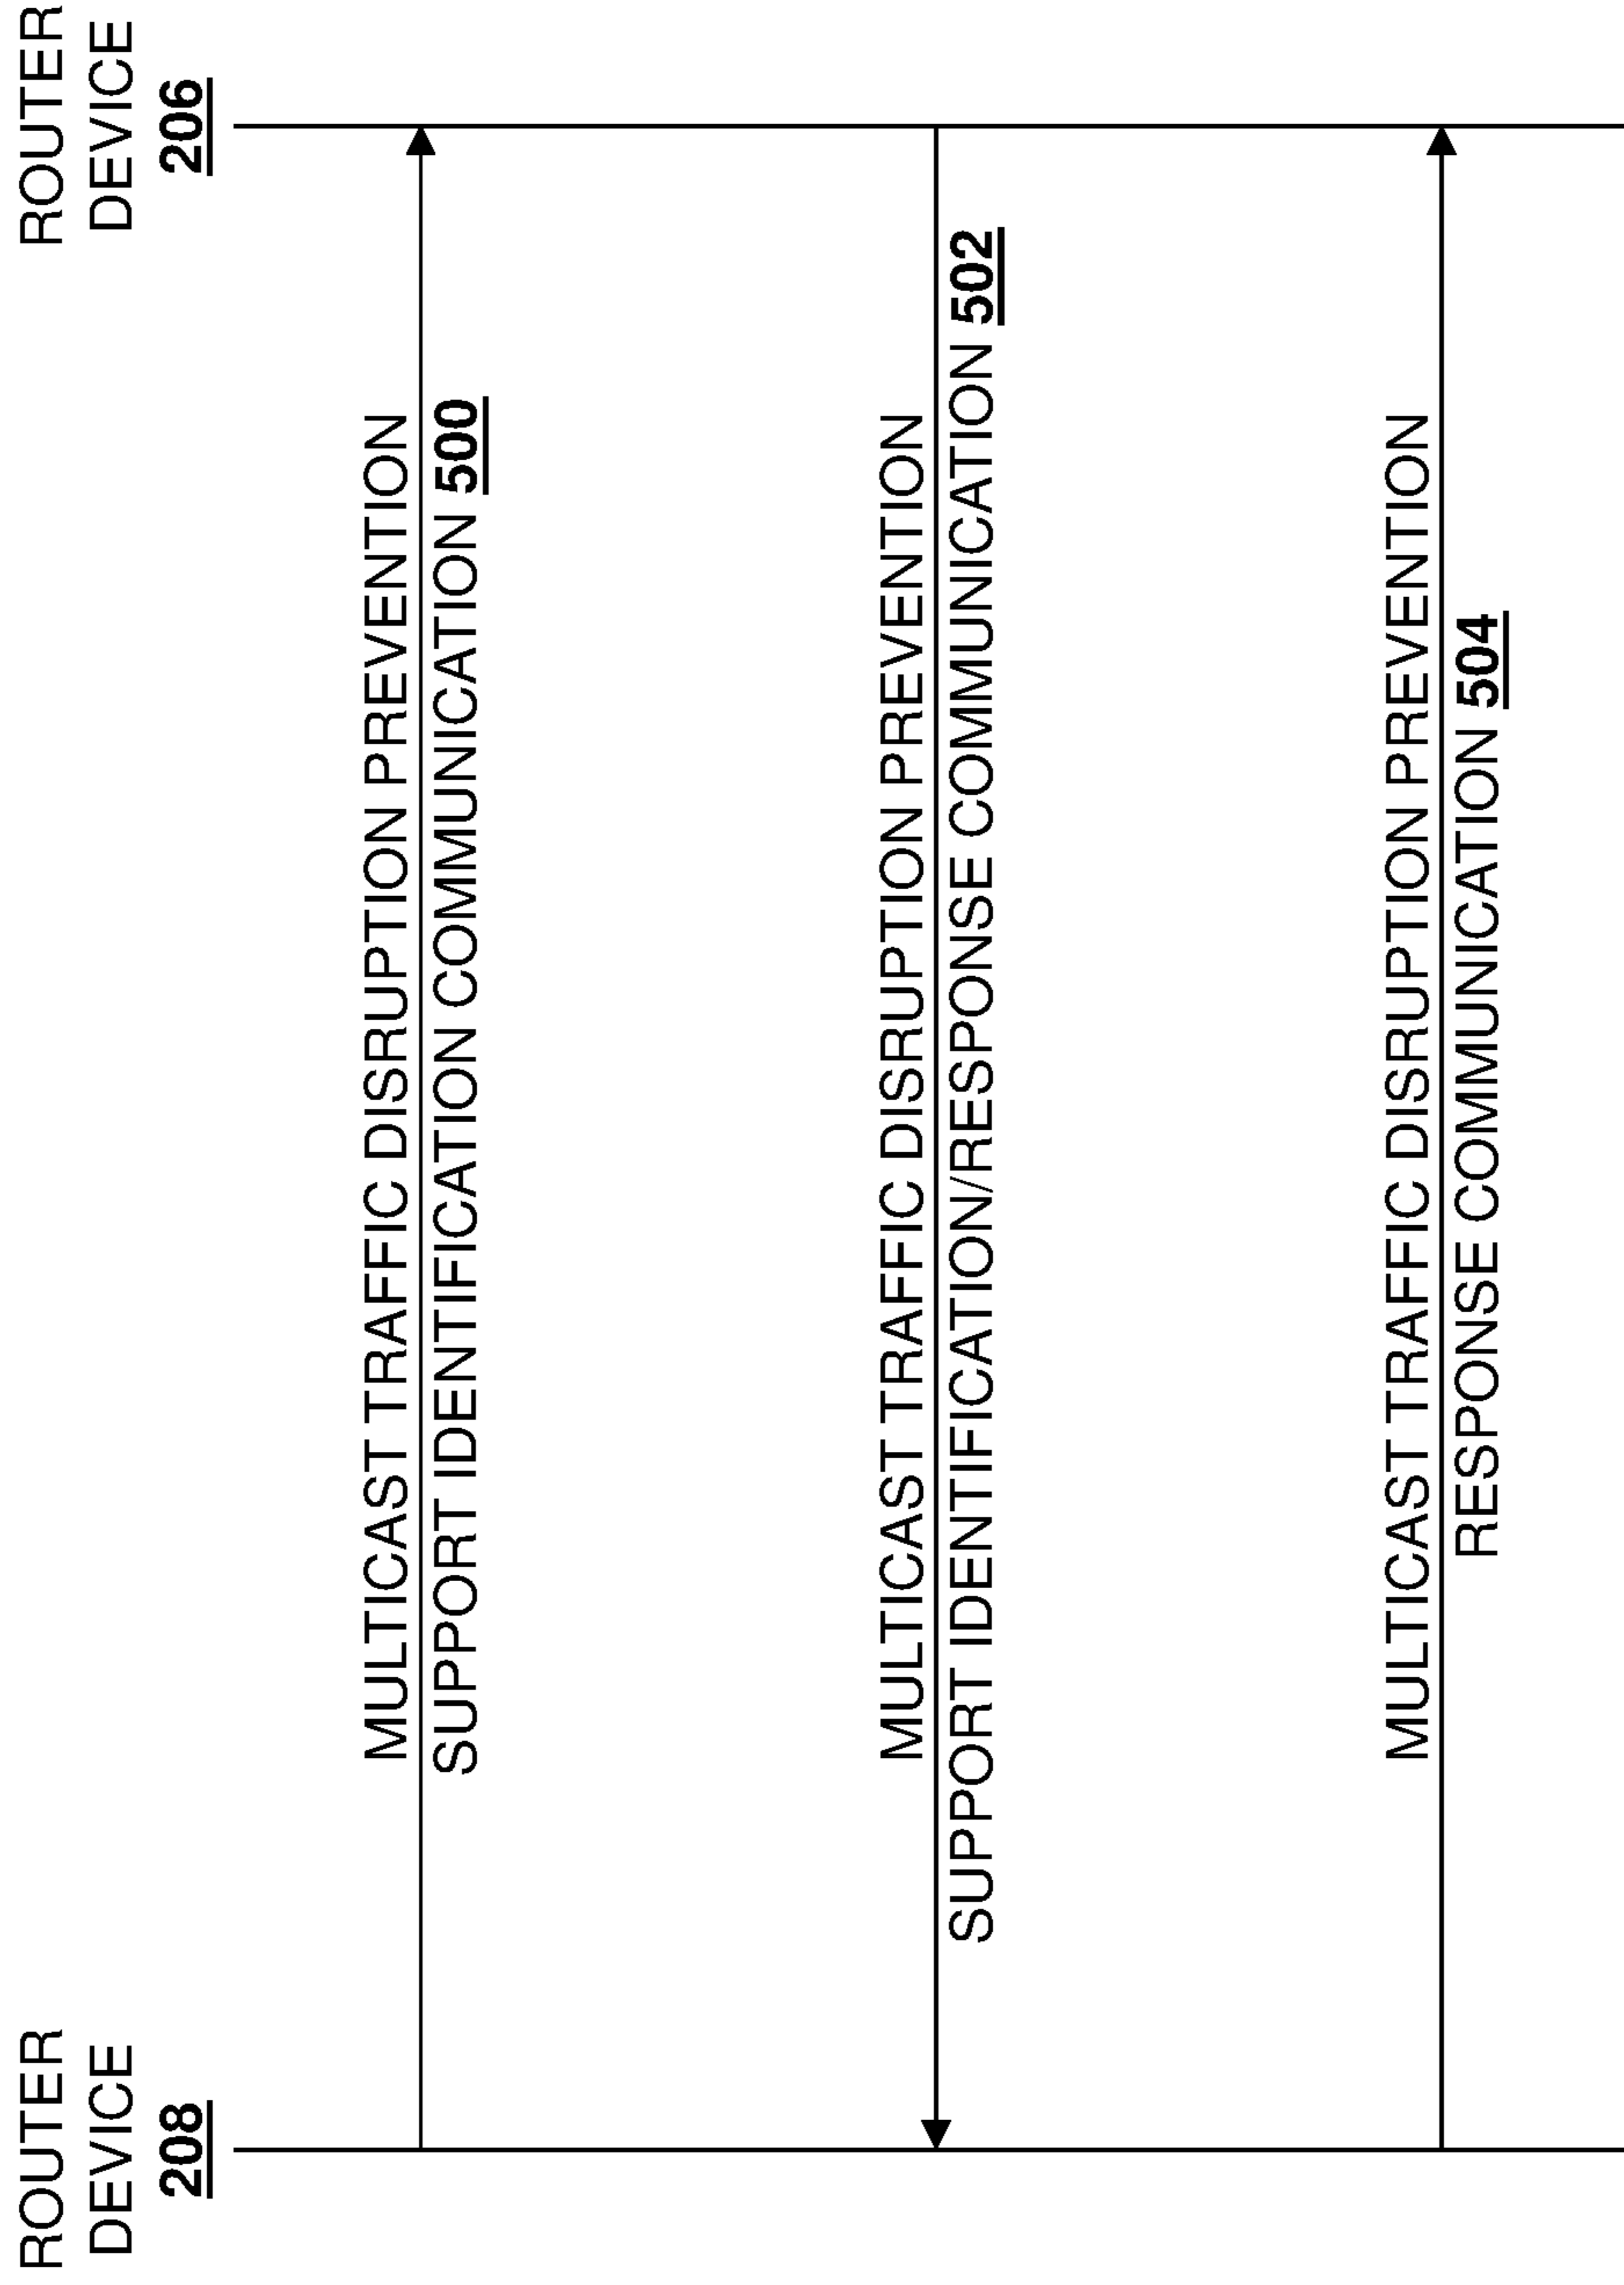 ROUTER
DEVICE
208
ROUTER
DEVICE
206
MULTICAST TRAFFIC DISRUPTION PREVENTION
SUPPORT IDENTIFICATION COMMUNICATION 500
MULTICAST TRAFFIC DISRUPTION PREVENTION
SUPPORT IDENTIFICATION/RESPONSE COMMUNICATION 502
MULTICAST TRAFFIC DISRUPTION PREVENTION
RESPONSE COMMUNICATION 504